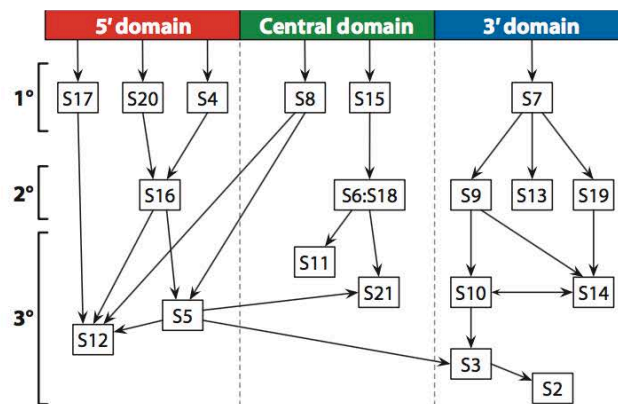 5′ domain Central domain 3′ domain
1° S17 S20 S4 S8 S15 S7
2° S16 S6:S18 S9 S13 S19
S11
3° S21 S10 S14
S5
S12
S3
S2